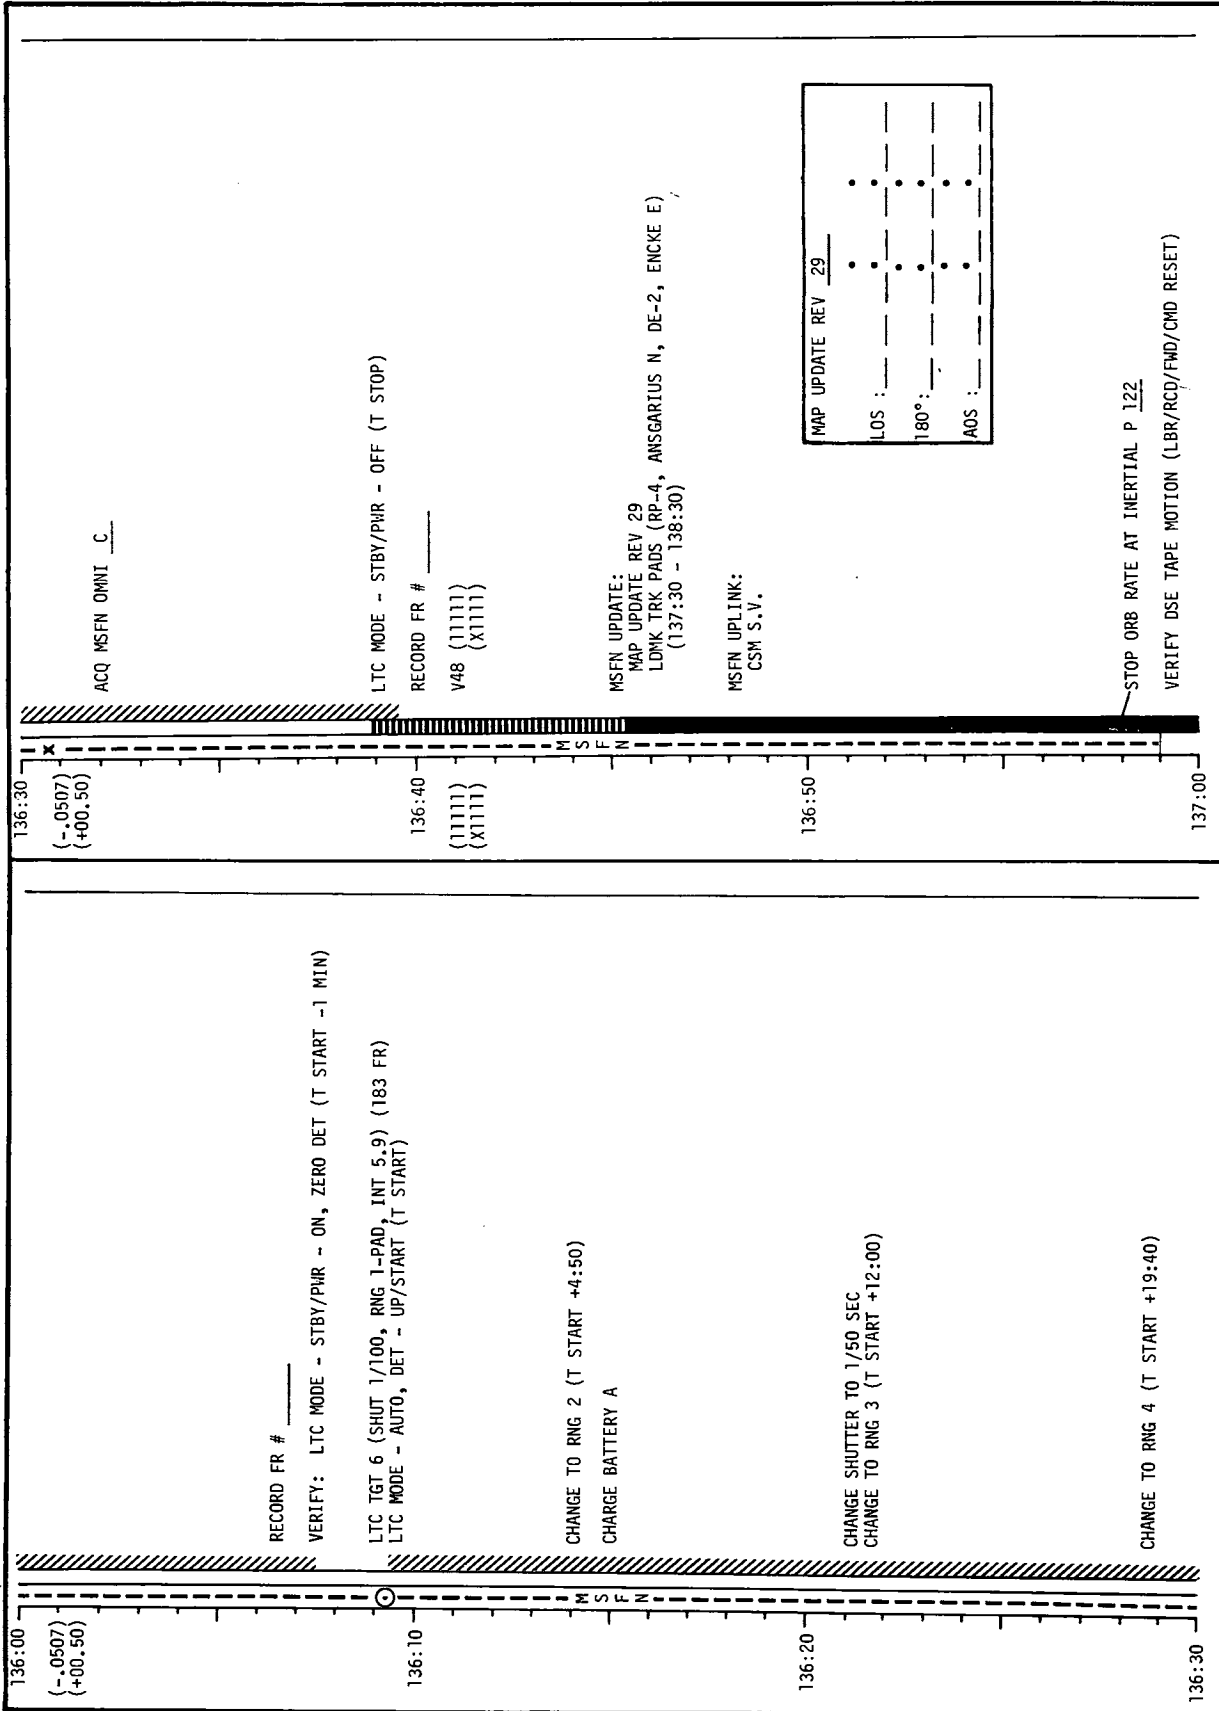 136:00
(-.0507)
(+00.50)
RECORD FR # ______
VERIFY: LTC MODE - STBY/PWR - ON, ZERO DET (T START -1 MIN)
LTC TGT 6 (SHUT 1/100, RNG 1-PAD, INT 5.9) (183 FR)
LTC MODE - AUTO, DET - UP/START (T START)
136:10
CHANGE TO RNG 2 (T START +4:50)
CHARGE BATTERY A
MSFN
136:20
CHANGE SHUTTER TO 1/50 SEC
CHANGE TO RNG 3 (T START +12:00)
CHANGE TO RNG 4 (T START +19:40)
136:30
136:30
x
(-.0507)
(+00.50)
ACQ MSFN OMNI C
LTC MODE - STBY/PWR - OFF (T STOP)
136:40
RECORD FR # ______
(11111)
(X1111)
V48 (11111)
(X1111)
MSFN
MSFN UPDATE:
MAP UPDATE REV 29
LDMK TRK PADS (RP-4, ANSGARIUS N, DE-2, ENCKE E)
(137:30 - 138:30)
MSFN UPLINK:
CSM S.V.
136:50
MAP UPDATE REV 29
LOS :
180°:
AOS :
STOP ORB RATE AT INERTIAL P 122
VERIFY DSE TAPE MOTION (LBR/RCD/FWD/CMD RESET)
137:00